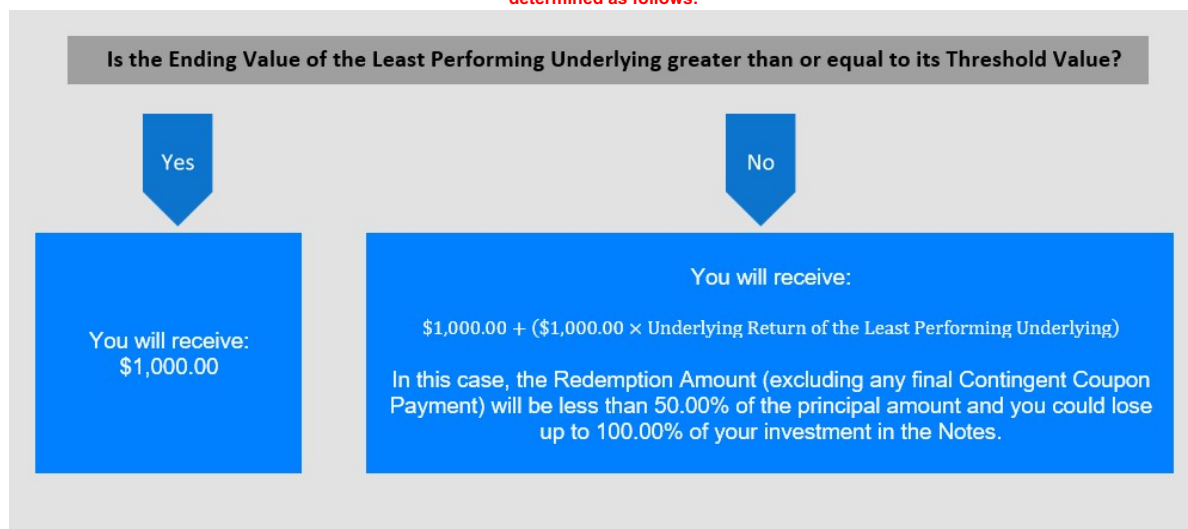 determined as follows:
Is the Ending Value of the Least Performing Underlying greater than or equal to its Threshold Value?
Yes
No
You will receive:
$1,000.00
You will receive:
$1,000.00 + ($1,000.00 × Underlying Return of the Least Performing Underlying)
In this case, the Redemption Amount (excluding any final Contingent Coupon
Payment) will be less than 50.00% of the principal amount and you could lose
up to 100.00% of your investment in the Notes.